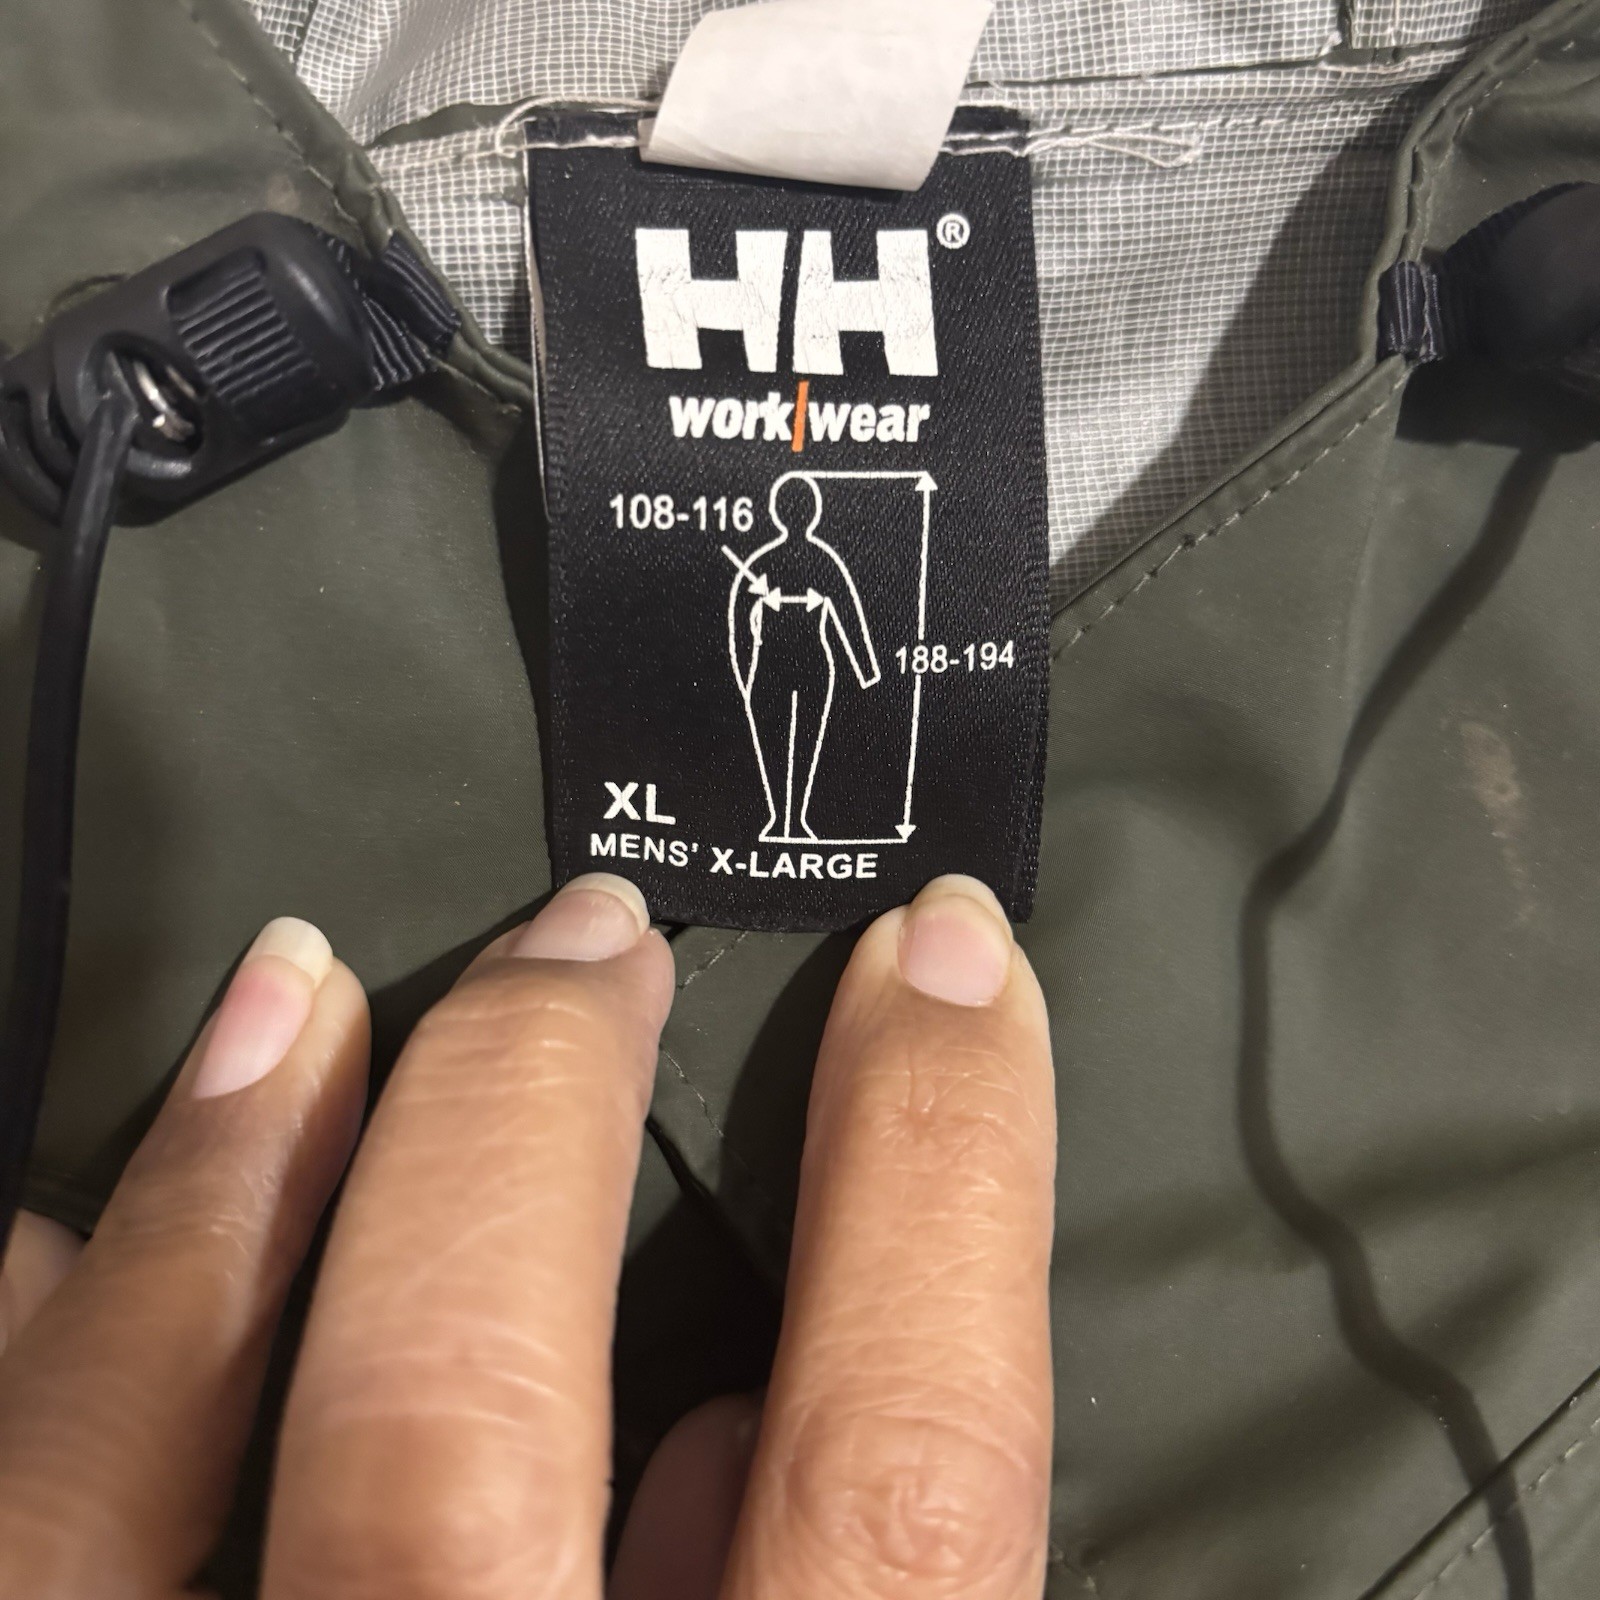 HH®
work/wear
108-116
188-194
XL
MENS' X-LARGE